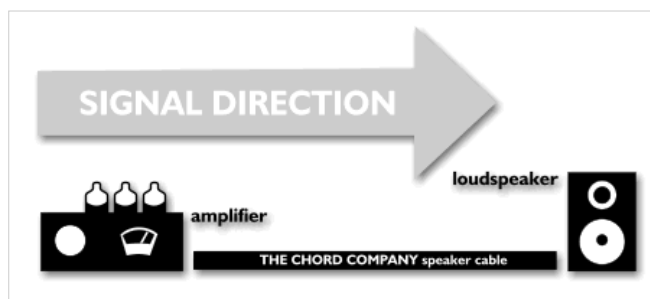 SIGNAL DIRECTION
loudspeaker
amplifier
THE CHORD COMPANY speaker cable